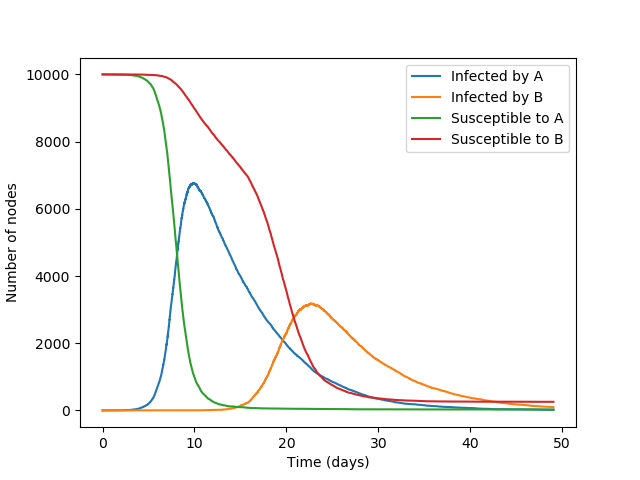 Infected by A
Infected by B
Susceptible to A
Susceptible to B
Number of nodes
10000
8000
6000
4000
2000
0
0 10 20 30 40 50
Time (days)